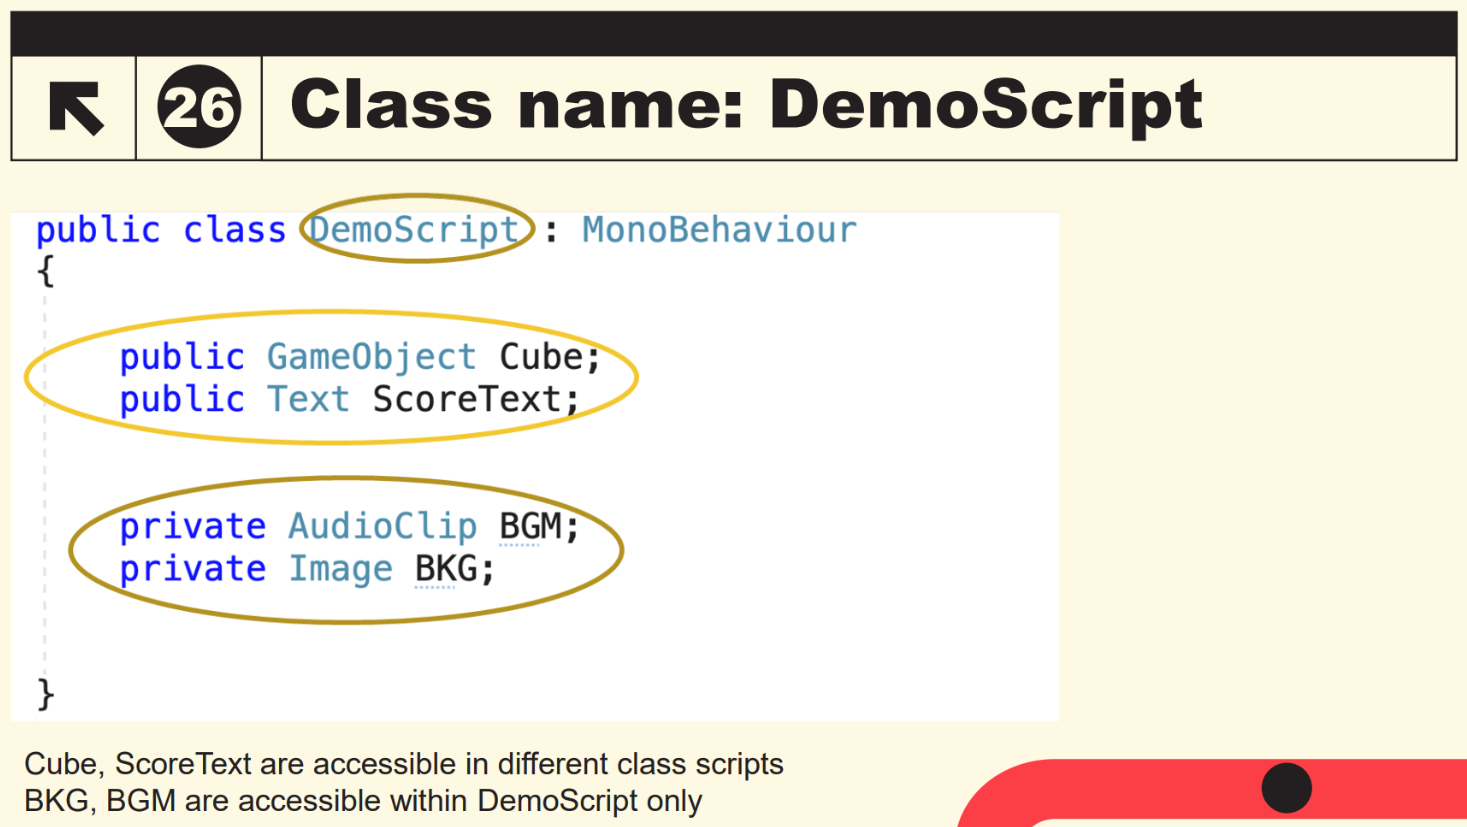 26
Class name: DemoScript
public class DemoScript : MonoBehaviour
{
public GameObject Cube;
public Text ScoreText;
private AudioClip BGM;
private Image BKG;
}
Cube, ScoreText are accessible in different class scripts
BKG, BGM are accessible within DemoScript only